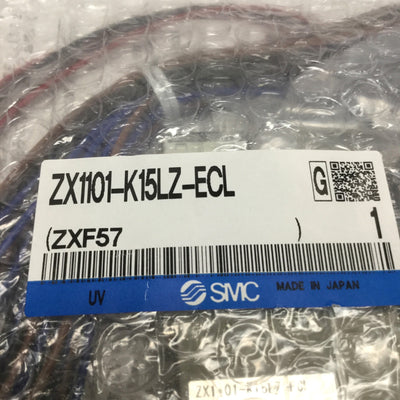 ZX1101-K15LZ-ECL
G
(ZXF57 ) 1
UV SMC MADE IN JAPAN